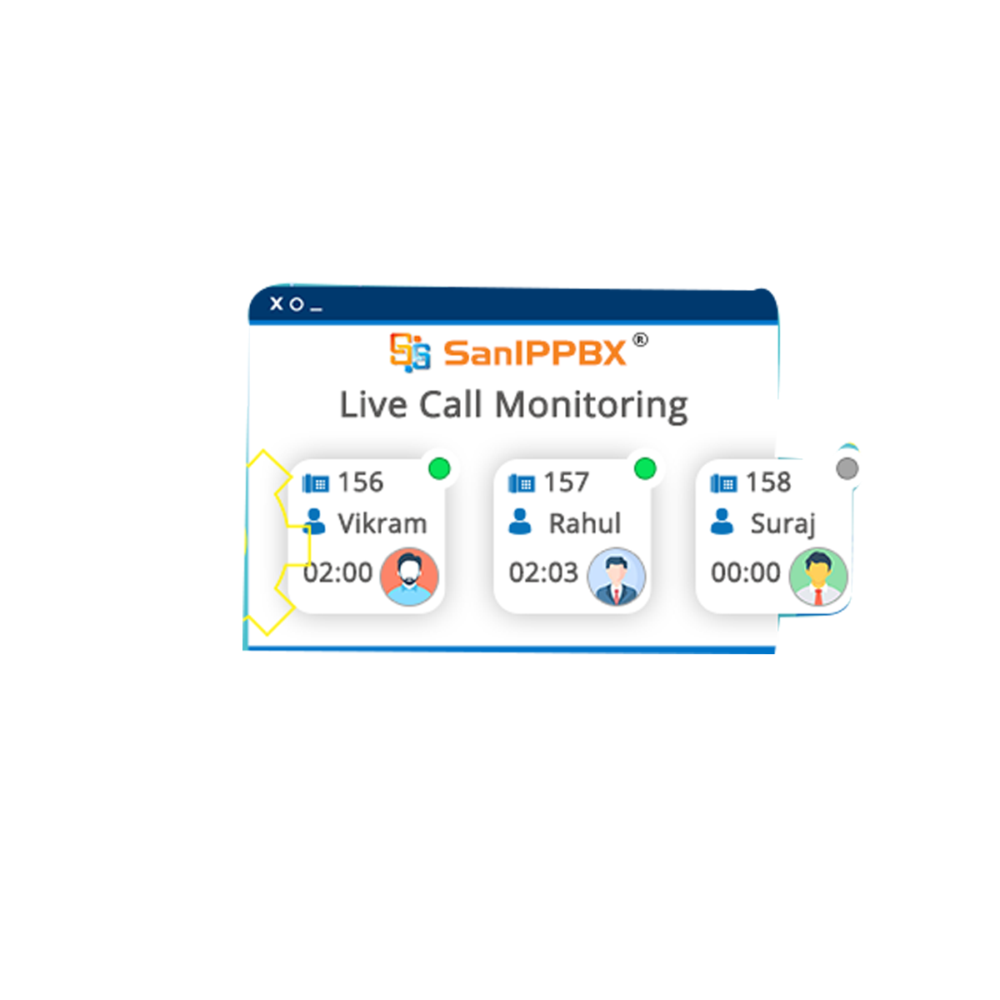 X O _
SanIPPBX®
Live Call Monitoring
156
Vikram
02:00
157
Rahul
02:03
158
Suraj
00:00